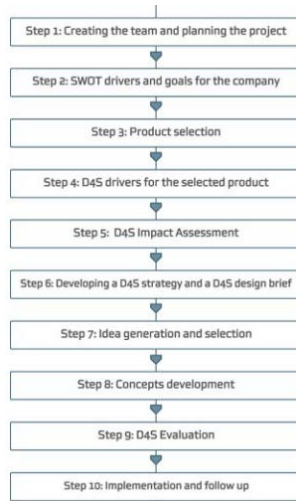 Step 1: Creating the team and planning the project
Step 2: SWOT drivers and goals for the company
Step 3: Product selection
Step 4: D4S drivers for the selected product
Step 5: D4S Impact Assessment
Step 6: Developing a D4S strategy and a D4S design brief
Step 7: Idea generation and selection
Step 8: Concepts development
Step 9: D4S Evaluation
Step 10: Implementation and follow up